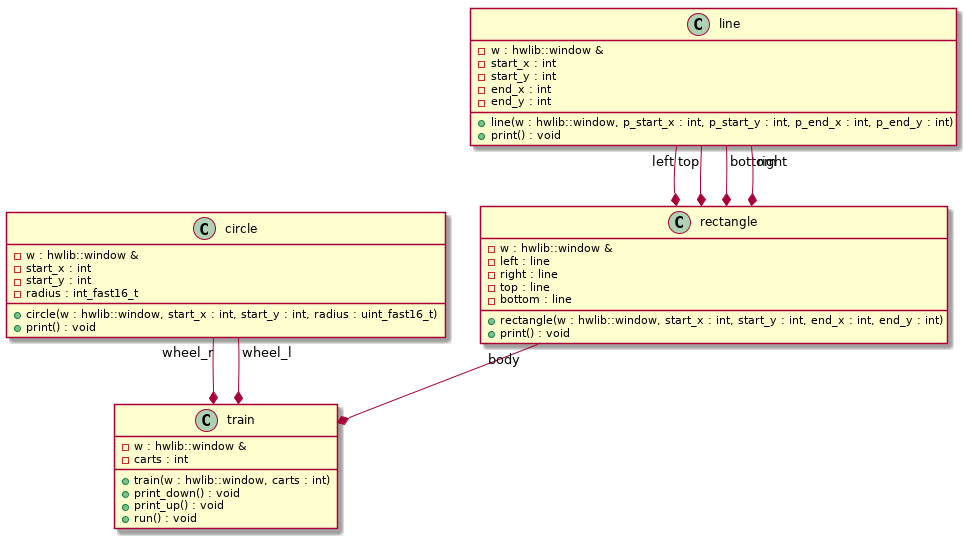 C line
w : hwlib::window &
start_x : int
start_y : int
end_x : int
end_y : int
line(w : hwlib::window, p_start_x : int, p_start_y : int, p_end_x : int, p_end_y : int)
print() : void
left top bottom right
C circle
w : hwlib::window &
start_x : int
start_y : int
radius : int_fast16_t
circle(w : hwlib::window, start_x : int, start_y : int, radius : uint_fast16_t)
print() : void
C rectangle
w : hwlib::window &
left : line
right : line
top : line
bottom : line
rectangle(w : hwlib::window, start_x : int, start_y : int, end_x : int, end_y : int)
print() : void
wheel_r wheel_l
body
C train
w : hwlib::window &
carts : int
train(w : hwlib::window, carts : int)
print_down() : void
print_up() : void
run() : void